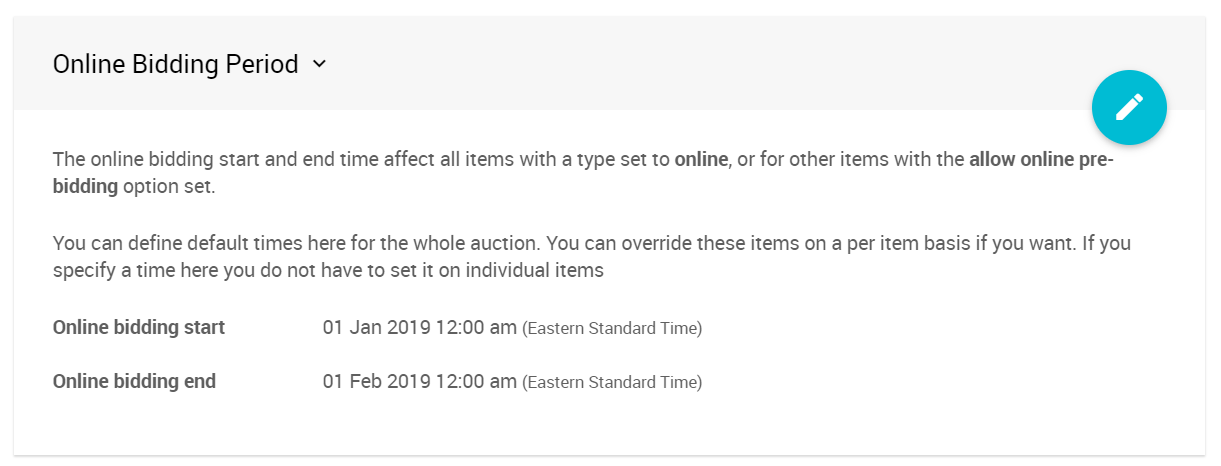 Online Bidding Period
The online bidding start and end time affect all items with a type set to online, or for other items with the allow online pre-
bidding option set.
You can define default times here for the whole auction. You can override these items on a per item basis if you want. If you
specify a time here you do not have to set it on individual items
Online bidding start 01 Jan 2019 12:00 am (Eastern Standard Time)
Online bidding end 01 Feb 2019 12:00 am (Eastern Standard Time)